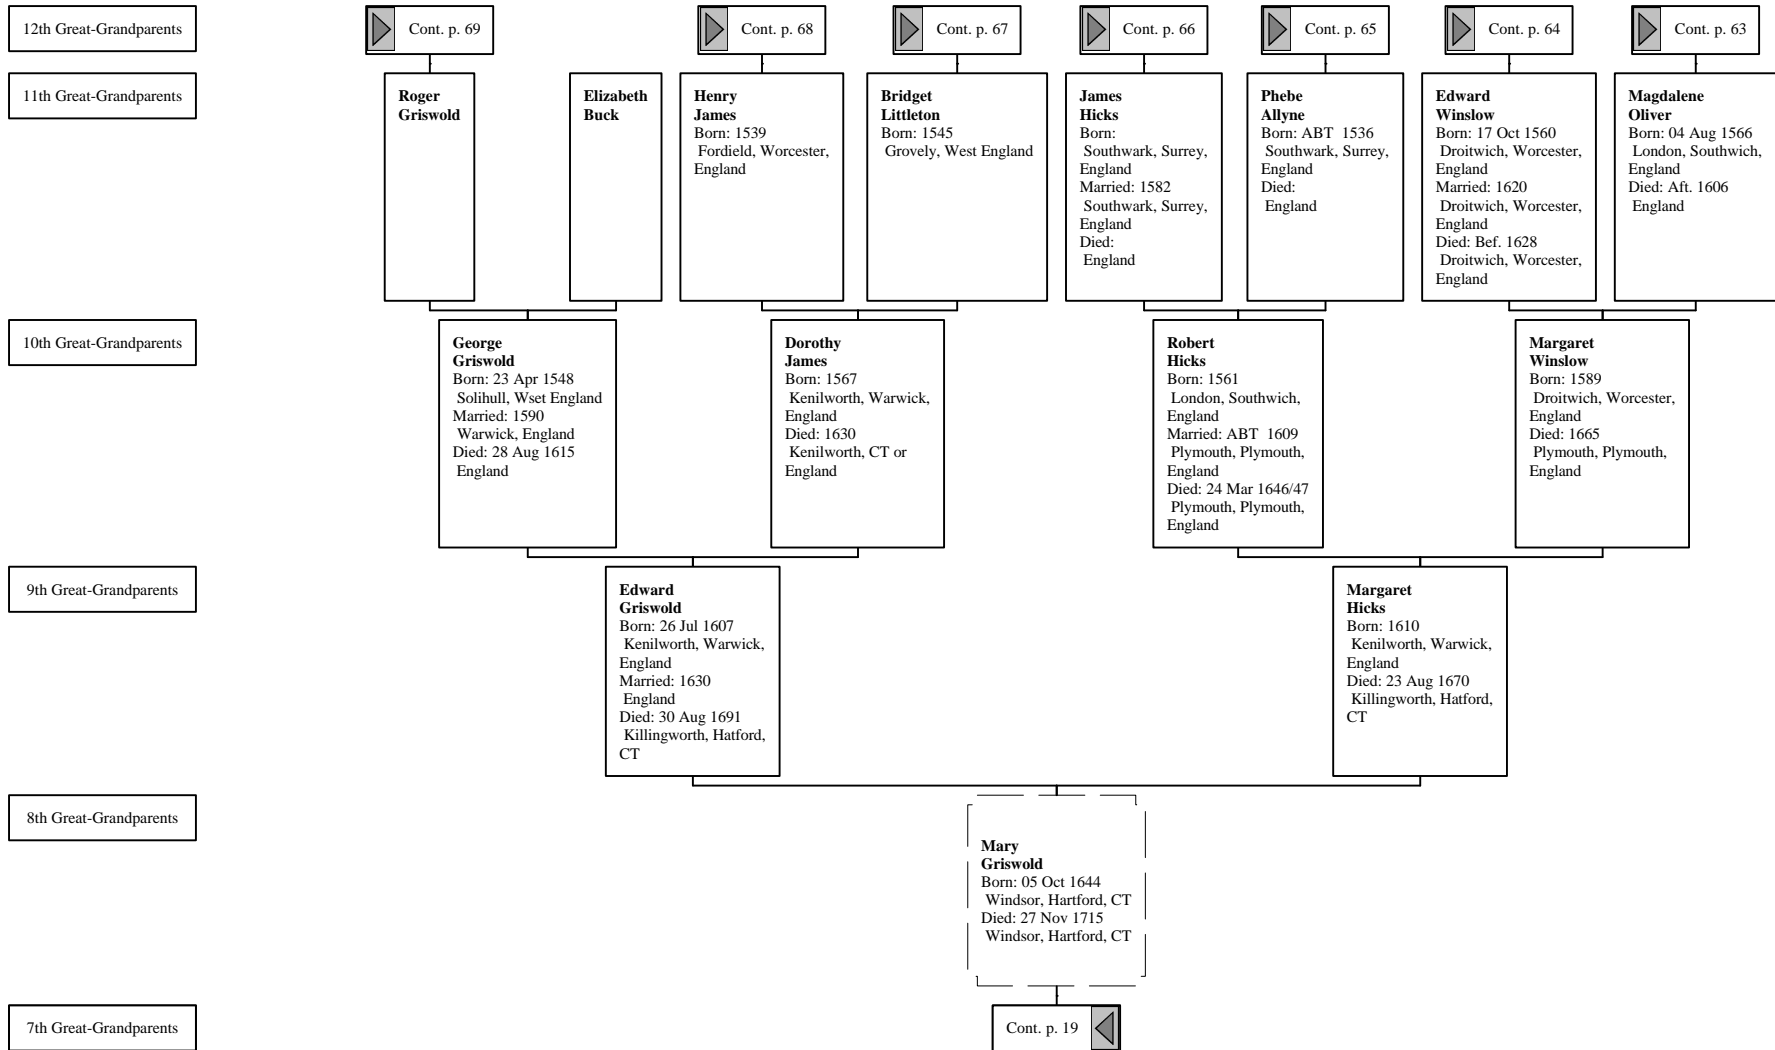 12th Great-Grandparents
Cont. p. 69
Cont. p. 68
Cont. p. 67
Cont. p. 66
Cont. p. 65
Cont. p. 64
Cont. p. 63
11th Great-Grandparents
Roger
Griswold
Elizabeth
Buck
Henry
James
Born: 1539
Fordield, Worcester,
England
Bridget
Littleton
Born: 1545
Grovely, West England
James
Hicks
Born:
Southwark, Surrey,
England
Married: 1582
Southwark, Surrey,
England
Died:
England
Phebe
Allyne
Born: ABT 1536
Southwark, Surrey,
England
Died:
England
Edward
Winslow
Born: 17 Oct 1560
Droitwich, Worcester,
England
Married: 1620
Droitwich, Worcester,
England
Died: Bef. 1628
Droitwich, Worcester,
England
Magdalene
Oliver
Born: 04 Aug 1566
London, Southwich,
England
Died: Aft. 1606
England
10th Great-Grandparents
George
Griswold
Born: 23 Apr 1548
Solihull, Wset England
Married: 1590
Warwick, England
Died: 28 Aug 1615
England
Dorothy
James
Born: 1567
Kenilworth, Warwick,
England
Died: 1630
Kenilworth, CT or
England
Robert
Hicks
Born: 1561
London, Southwich,
England
Married: ABT 1609
Plymouth, Plymouth,
England
Died: 24 Mar 1646/47
Plymouth, Plymouth,
England
Margaret
Winslow
Born: 1589
Droitwich, Worcester,
England
Died: 1665
Plymouth, Plymouth,
England
9th Great-Grandparents
Edward
Griswold
Born: 26 Jul 1607
Kenilworth, Warwick,
England
Married: 1630
England
Died: 30 Aug 1691
Killingworth, Hatford,
CT
Margaret
Hicks
Born: 1610
Kenilworth, Warwick,
England
Died: 23 Aug 1670
Killingworth, Hatford,
CT
8th Great-Grandparents
Mary
Griswold
Born: 05 Oct 1644
Windsor, Hartford, CT
Died: 27 Nov 1715
Windsor, Hartford, CT
7th Great-Grandparents
Cont. p. 19